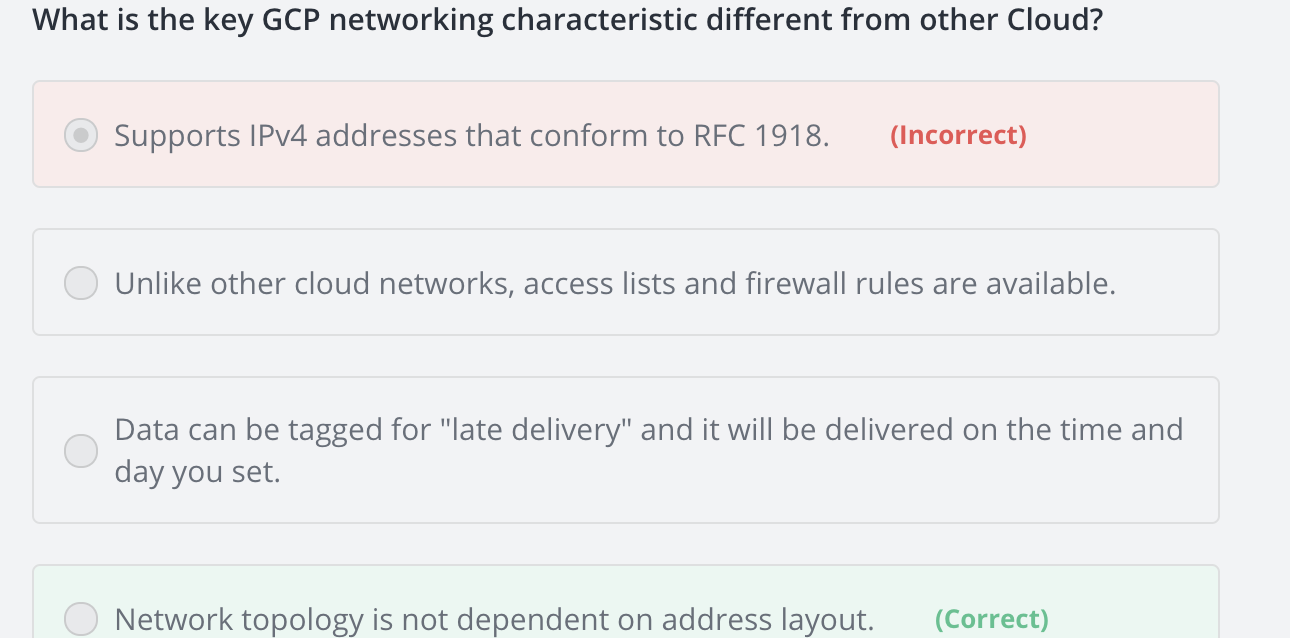 What is the key GCP networking characteristic different from other Cloud?
Supports IPv4 addresses that conform to RFC 1918. (Incorrect)
Unlike other cloud networks, access lists and firewall rules are available.
Data can be tagged for "late delivery" and it will be delivered on the time and
day you set.
Network topology is not dependent on address layout. (Correct)